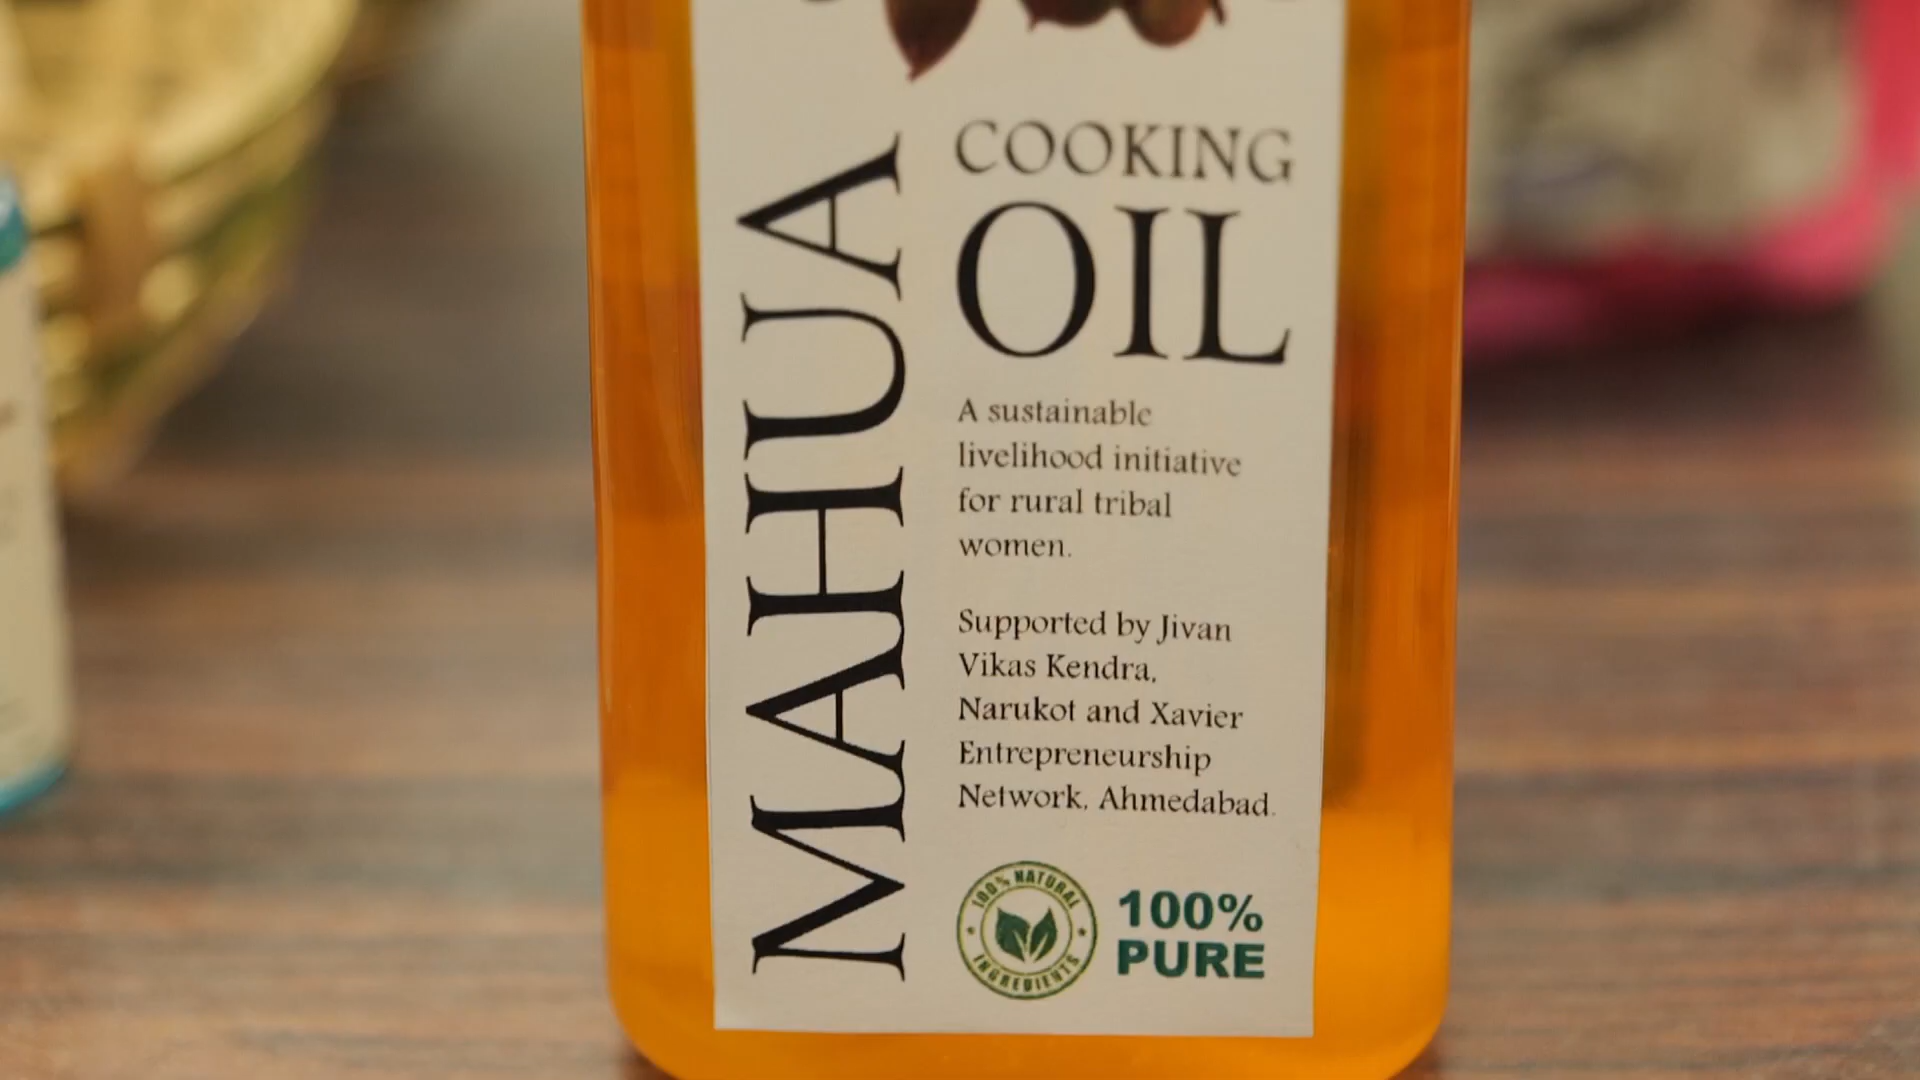 MAHUA
COOKING
OIL
A sustainable
livelihood initiative
for rural tribal
women.
Supported by Jivan
Vikas Kendra,
Narukot and Xavier
Entrepreneurship
Network, Ahmedabad.
100% NATURAL
INGREDIENTS
100%
PURE